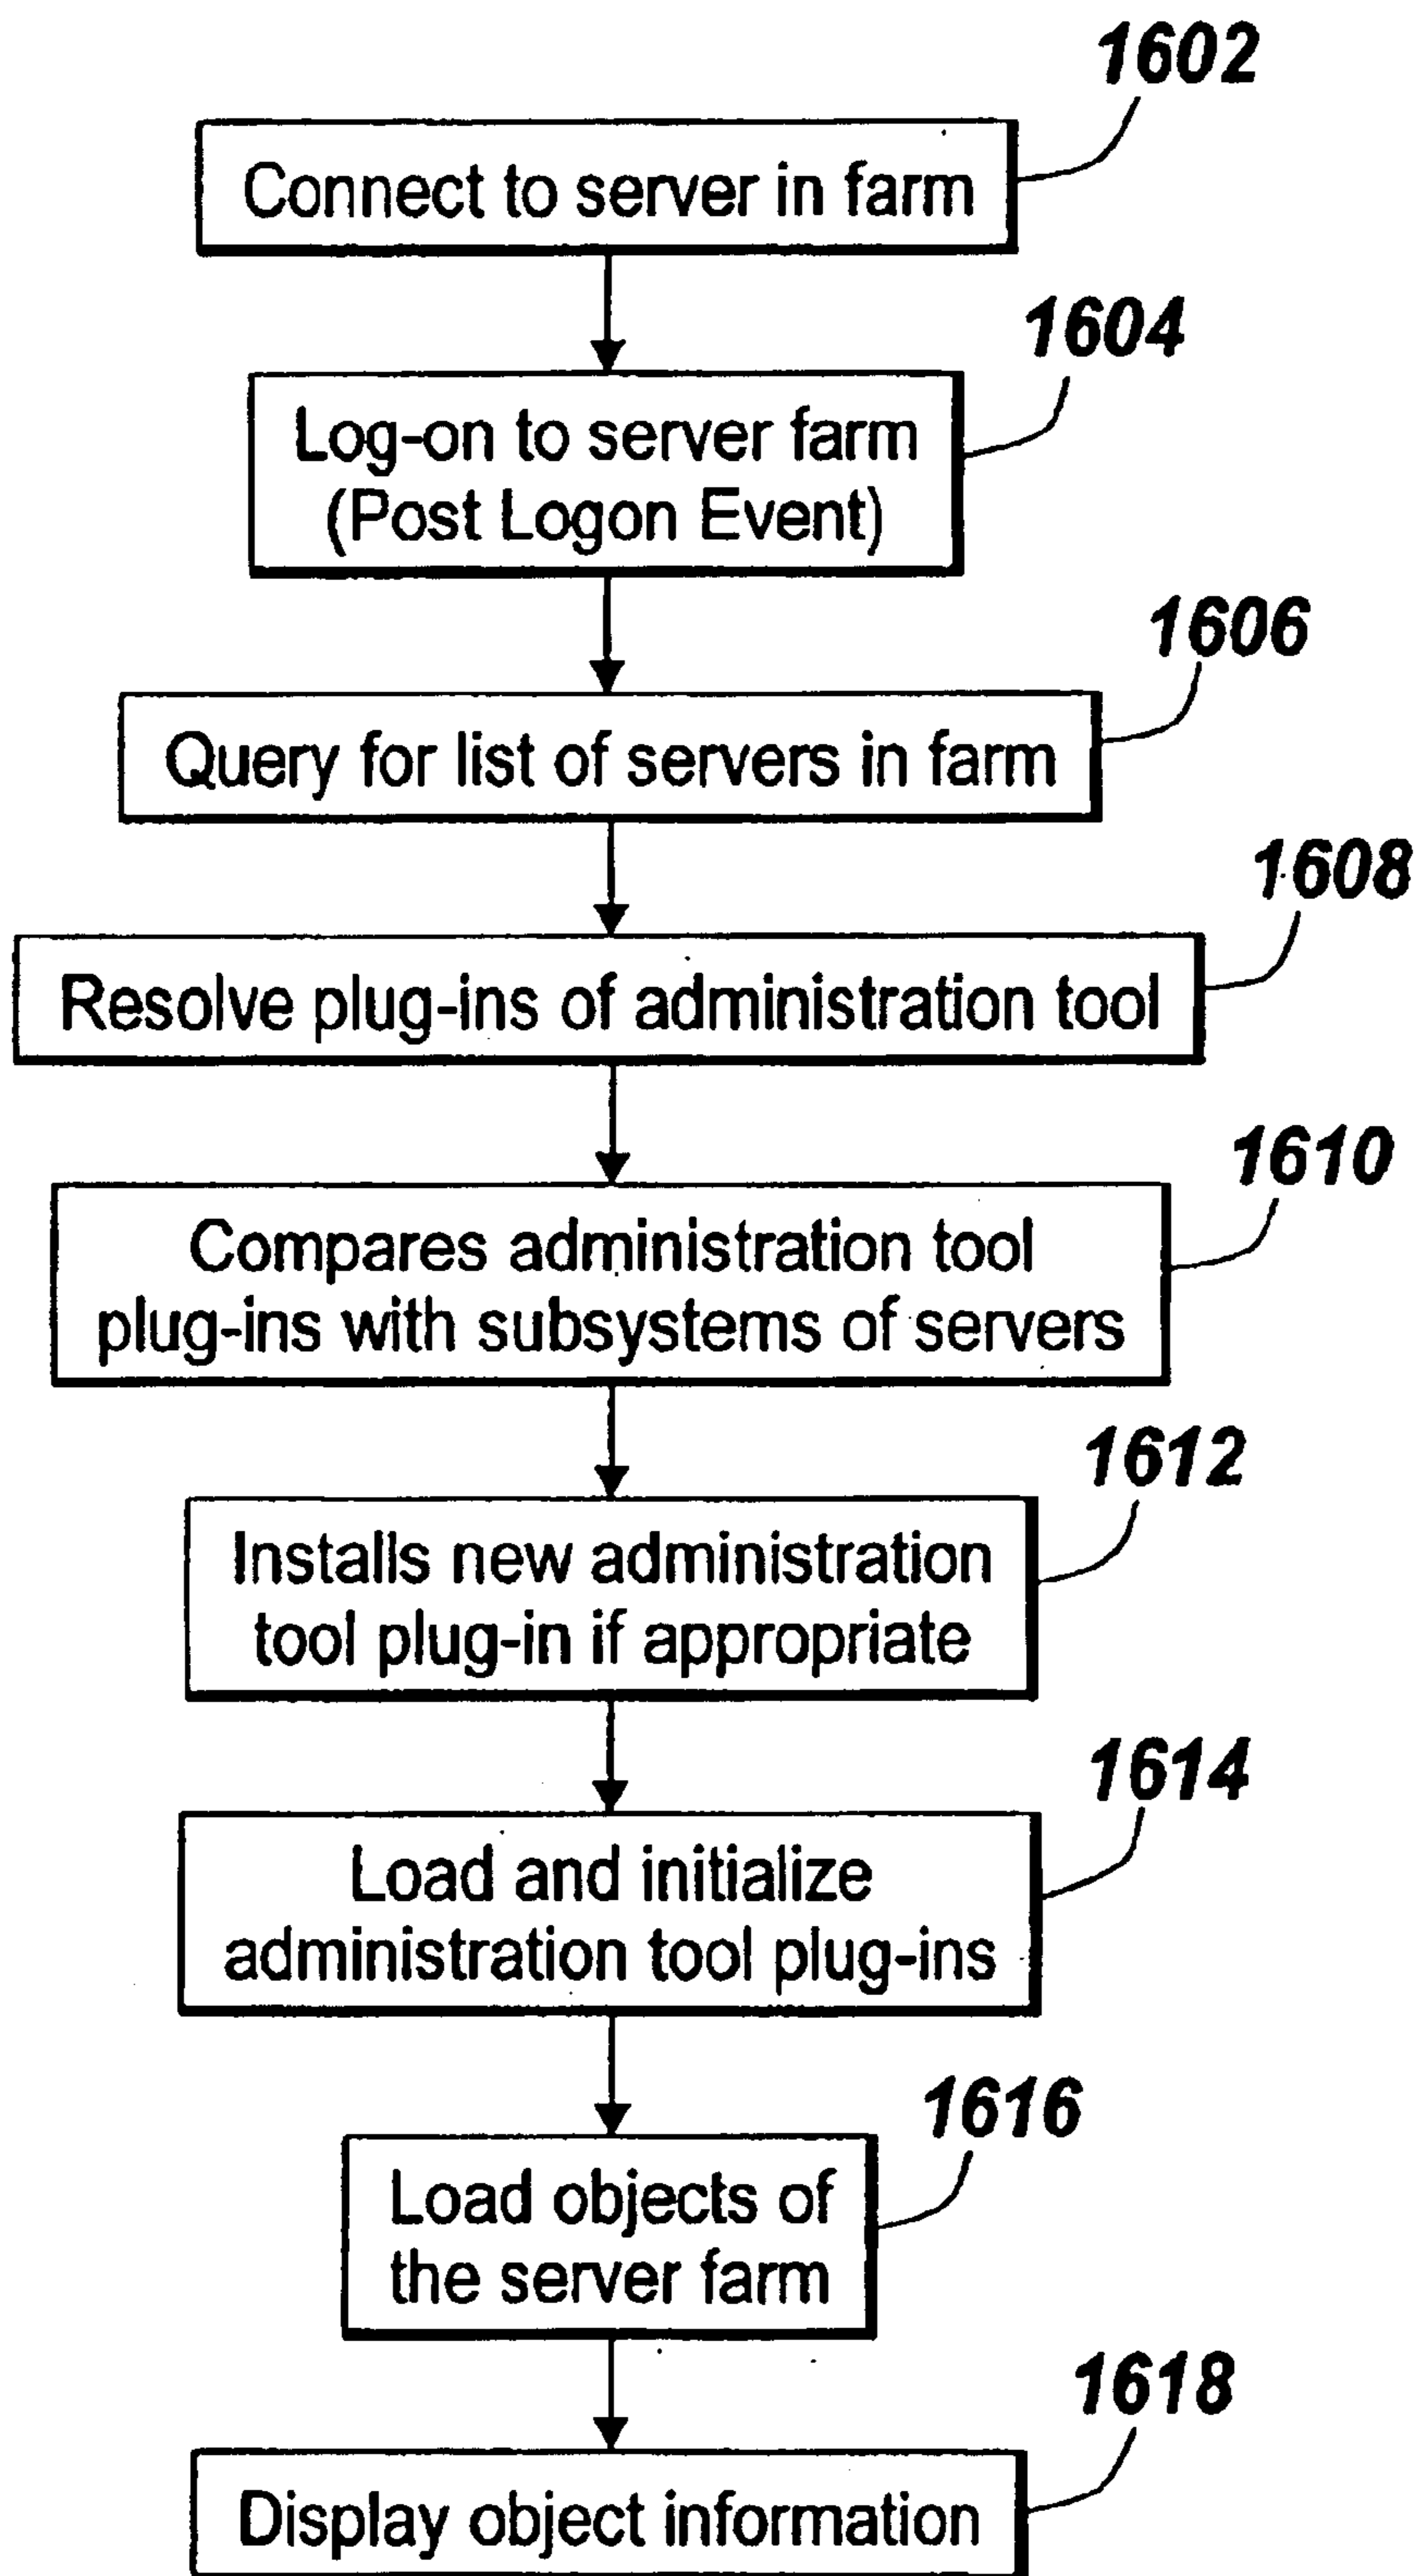 1602
Connect to server in farm
1604
Log-on to server farm
(Post Logon Event)
1606
Query for list of servers in farm
1608
Resolve plug-ins of administration tool
1610
Compares administration tool
plug-ins with subsystems of servers
1612
Installs new administration
tool plug-in if appropriate
1614
Load and initialize
administration tool plug-ins
1616
Load objects of
the server farm
1618
Display object information